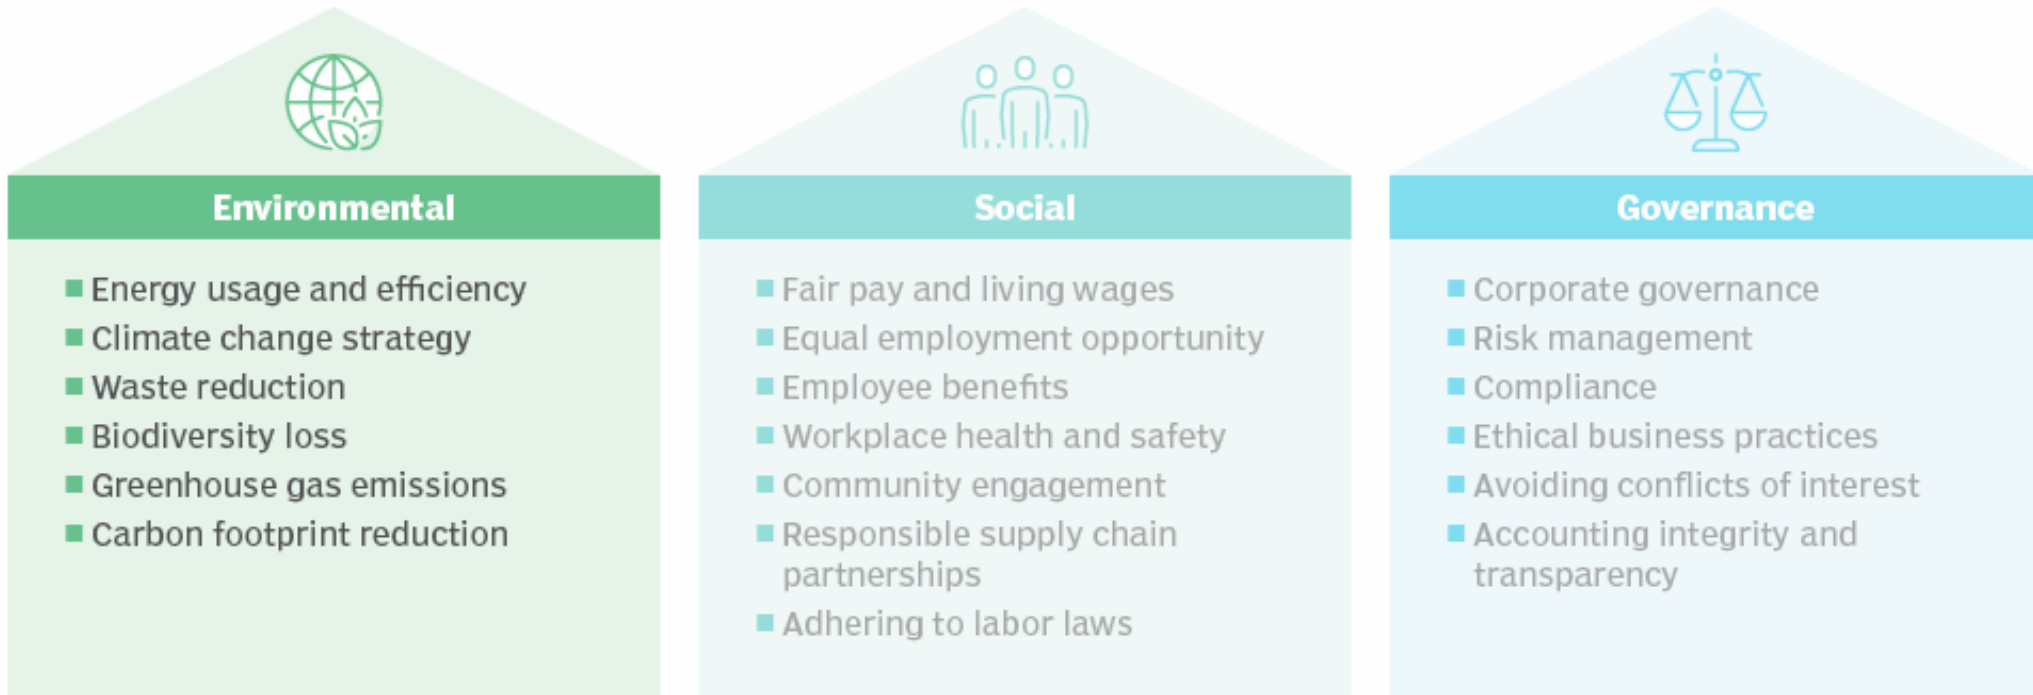 Environmental
Energy usage and efficiency
Climate change strategy
Waste reduction
Biodiversity loss
Greenhouse gas emissions
Carbon footprint reduction
Social
Fair pay and living wages
Equal employment opportunity
Employee benefits
Workplace health and safety
Community engagement
Responsible supply chain
partnerships
Adhering to labor laws
Governance
Corporate governance
Risk management
Compliance
Ethical business practices
Avoiding conflicts of interest
Accounting integrity and
transparency